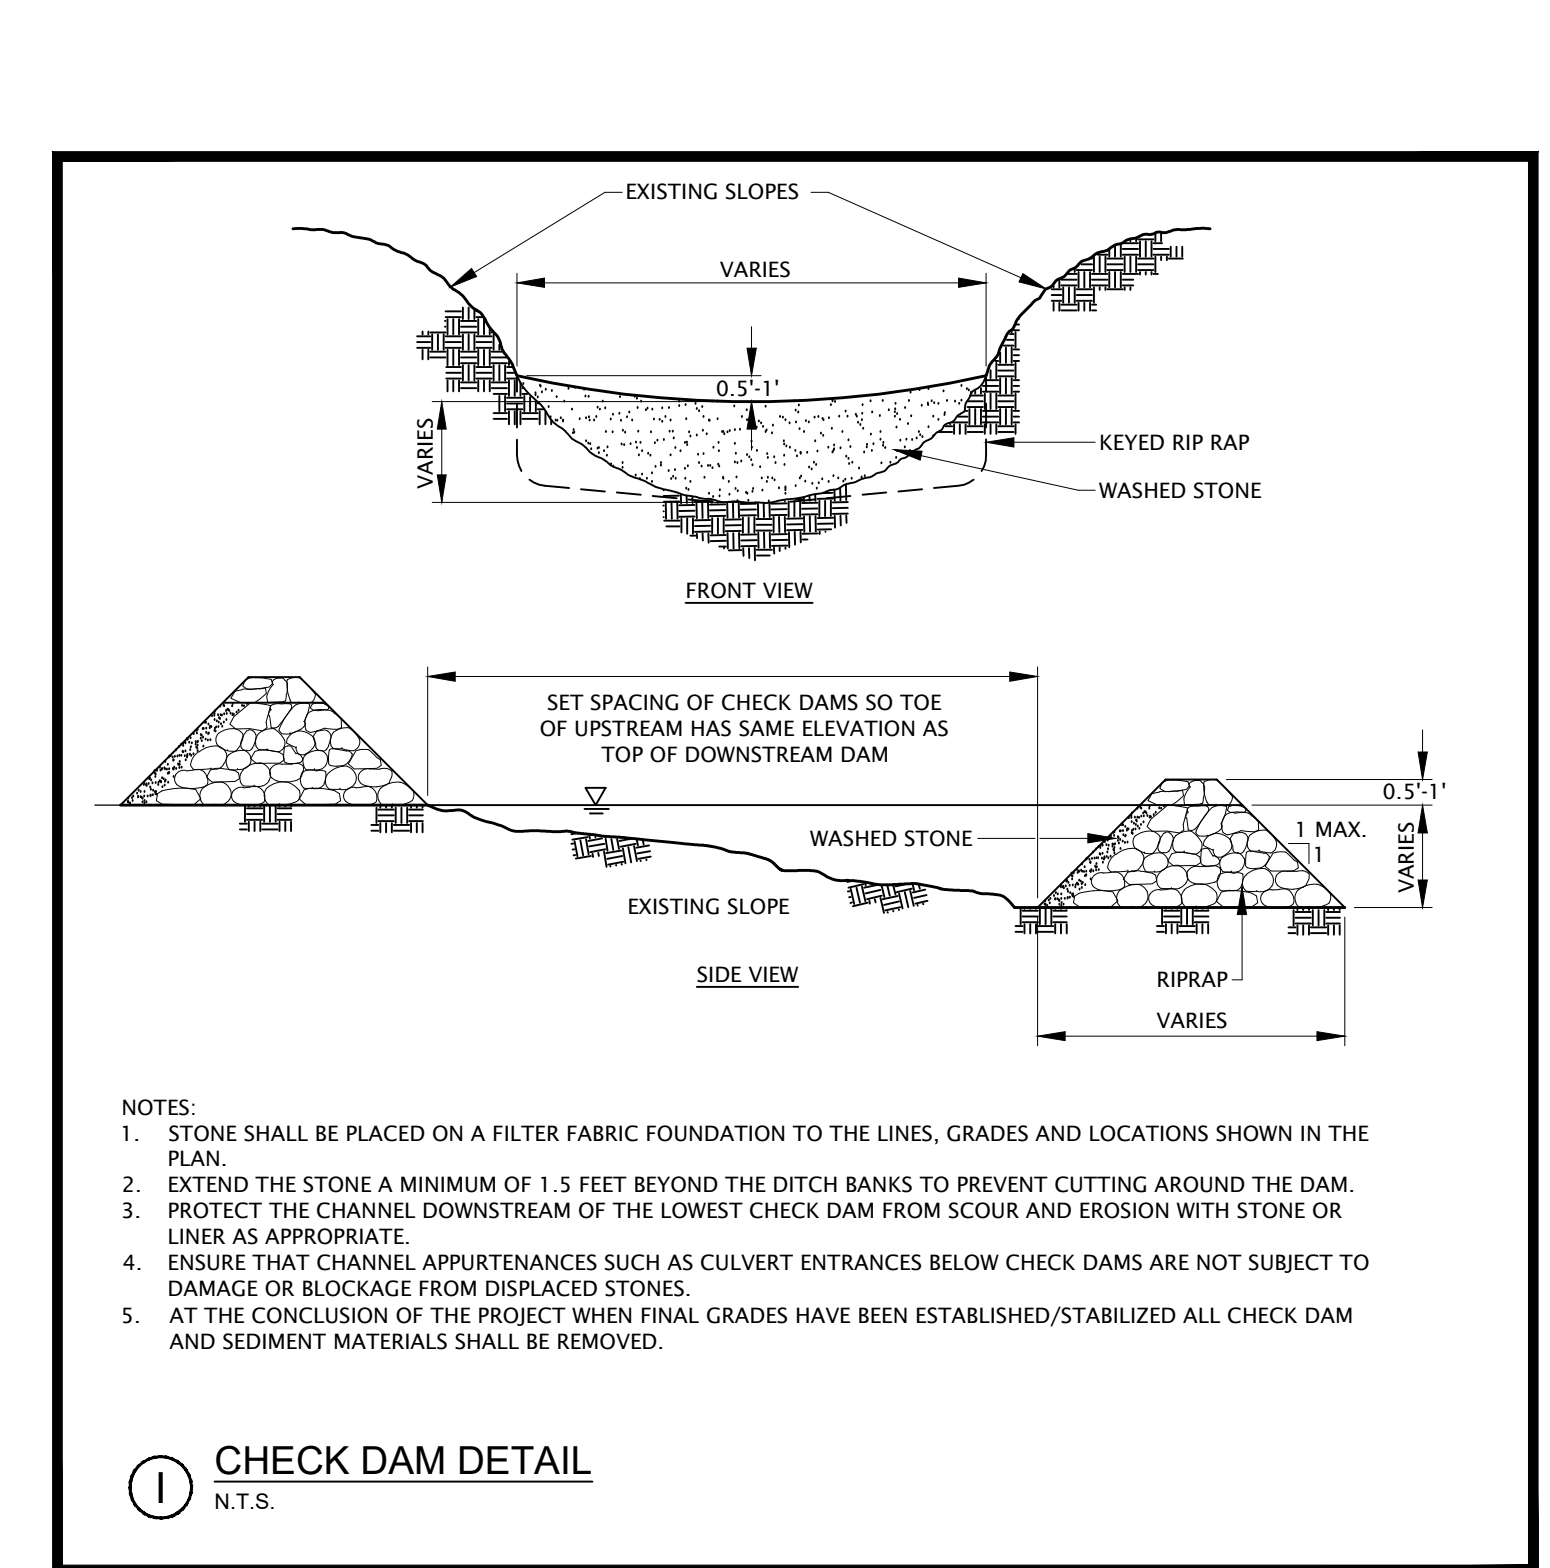 EXISTING SLOPES
VARIES
0.5'-1'
VARIES
KEYED RIP RAP
WASHED STONE
FRONT VIEW
SET SPACING OF CHECK DAMS SO TOE
OF UPSTREAM HAS SAME ELEVATION AS
TOP OF DOWNSTREAM DAM
0.5'-1'
WASHED STONE
1 MAX.
1
VARIES
EXISTING SLOPE
SIDE VIEW
RIPRAP
VARIES
NOTES:
1. STONE SHALL BE PLACED ON A FILTER FABRIC FOUNDATION TO THE LINES, GRADES AND LOCATIONS SHOWN IN THE
PLAN.
2. EXTEND THE STONE A MINIMUM OF 1.5 FEET BEYOND THE DITCH BANKS TO PREVENT CUTTING AROUND THE DAM.
3. PROTECT THE CHANNEL DOWNSTREAM OF THE LOWEST CHECK DAM FROM SCOUR AND EROSION WITH STONE OR
LINER AS APPROPRIATE.
4. ENSURE THAT CHANNEL APPURTENANCES SUCH AS CULVERT ENTRANCES BELOW CHECK DAMS ARE NOT SUBJECT TO
DAMAGE OR BLOCKAGE FROM DISPLACED STONES.
5. AT THE CONCLUSION OF THE PROJECT WHEN FINAL GRADES HAVE BEEN ESTABLISHED/STABILIZED ALL CHECK DAM
AND SEDIMENT MATERIALS SHALL BE REMOVED.
I
CHECK DAM DETAIL
N.T.S.